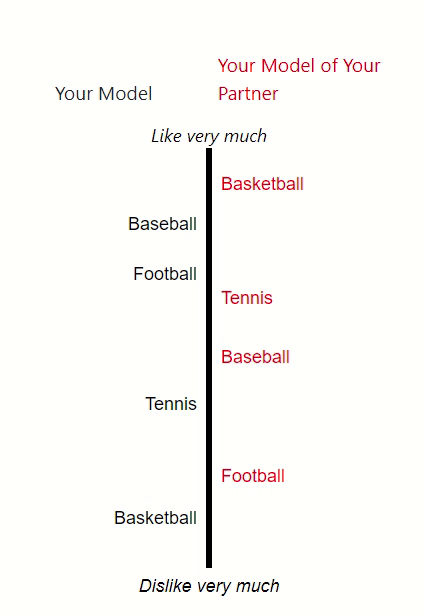 Your Model
Your Model of Your
Partner
Like very much
Basketball
Baseball
Football
Tennis
Baseball
Tennis
Football
Basketball
Dislike very much